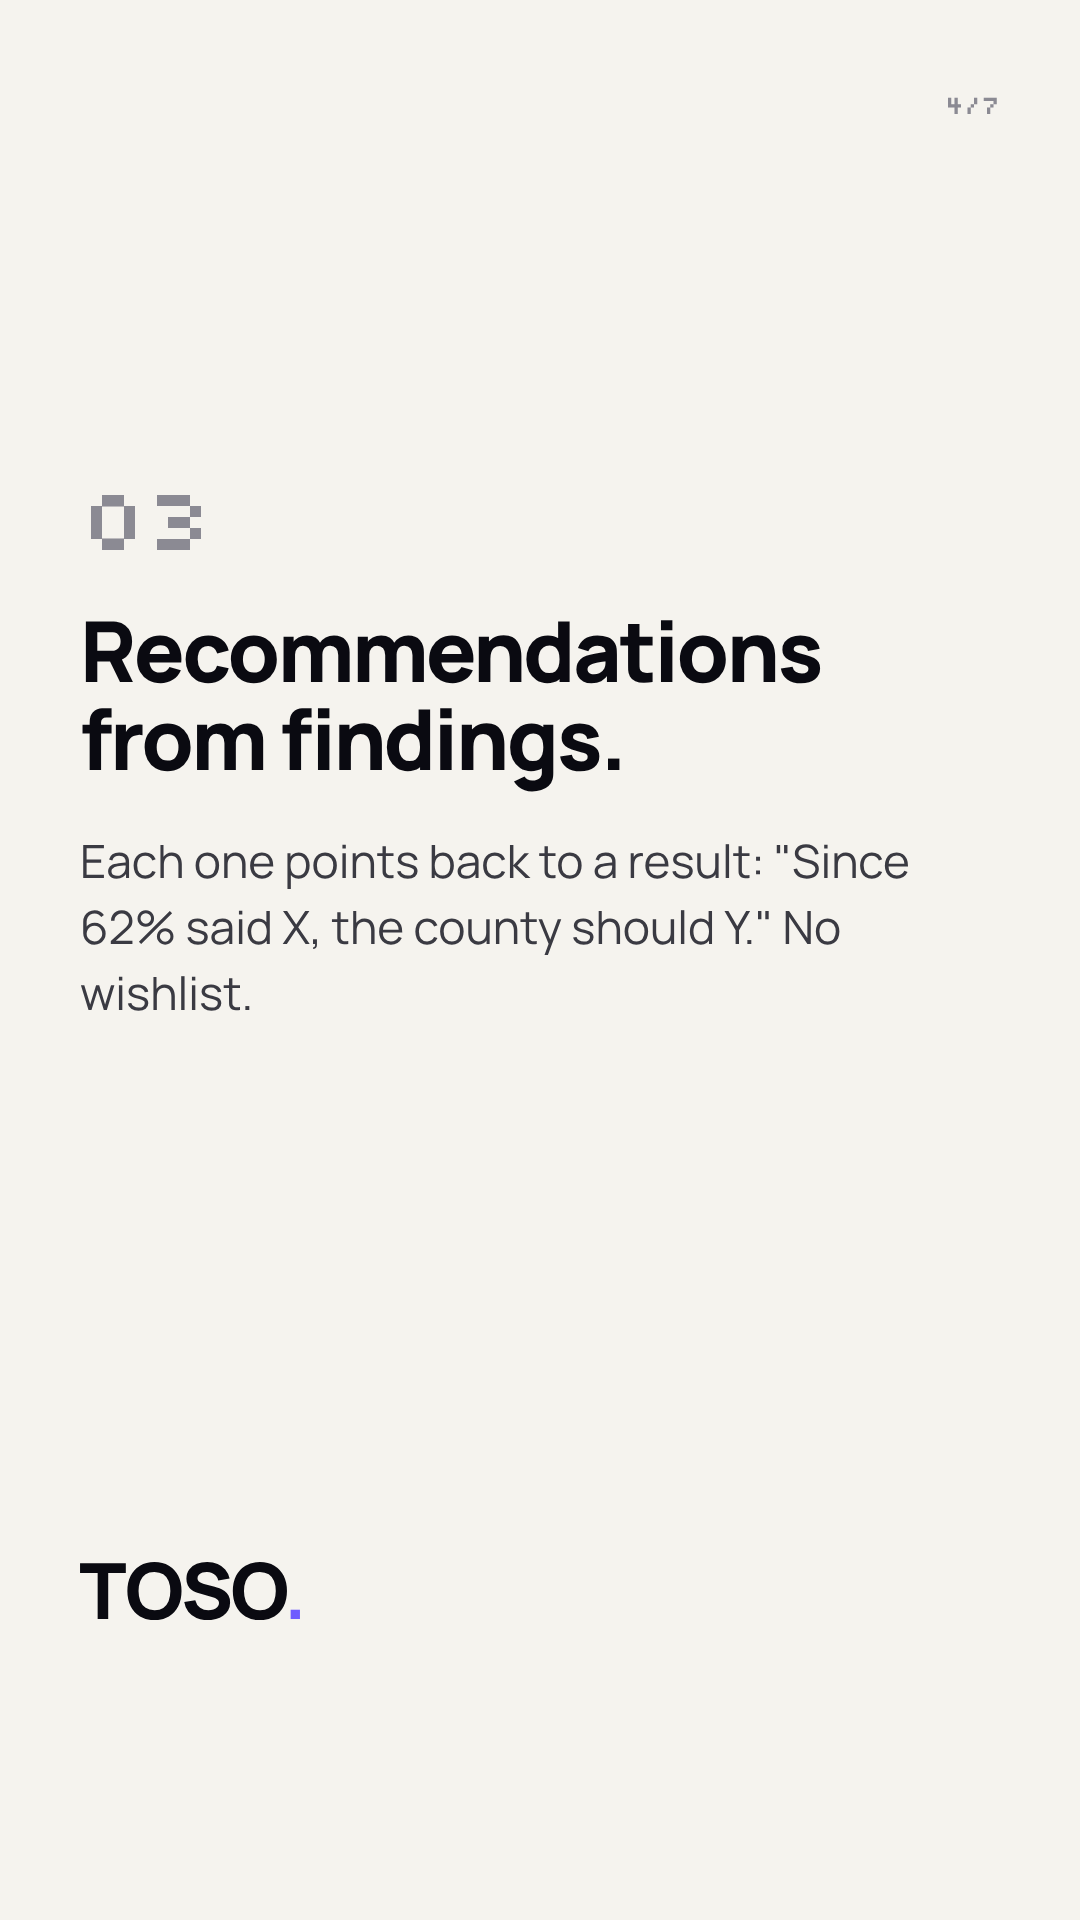 4/7
03
Recommendations
from findings.
Each one points back to a result: "Since
62% said X, the county should Y." No
wishlist.
TOSO.